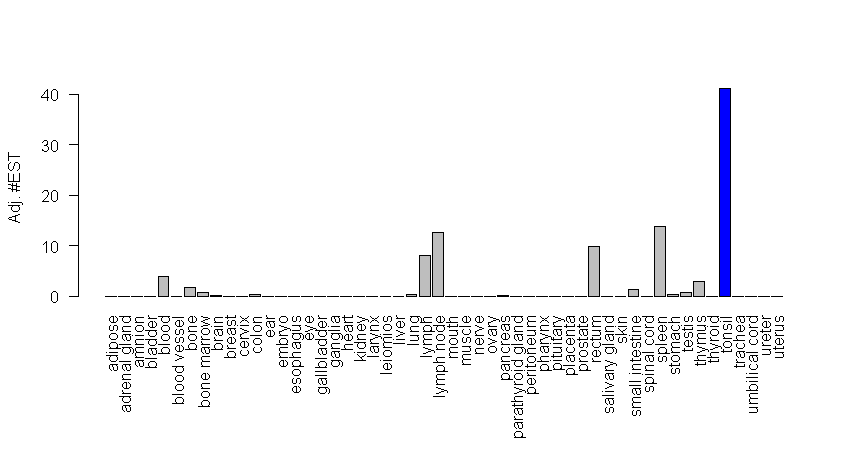 Adj. #EST
40
30
20
10
0
adipose
adrenal gland
amnion
bladder
blood
blood vessel
bone
bone marrow
brain
breast
cervix
colon
ear
embryo
esophagus
eye
gallbladder
ganglia
heart
kidney
larynx
leiomios
liver
lung
lymph
lymph node
mouth
muscle
nerve
ovary
pancreas
parathyroid gland
peritoneum
pharynx
pituitary
placenta
prostate
rectum
salivary gland
skin
small intestine
spinal cord
spleen
stomach
testis
thymus
thyroid
tonsil
trachea
umbilical cord
ureter
uterus